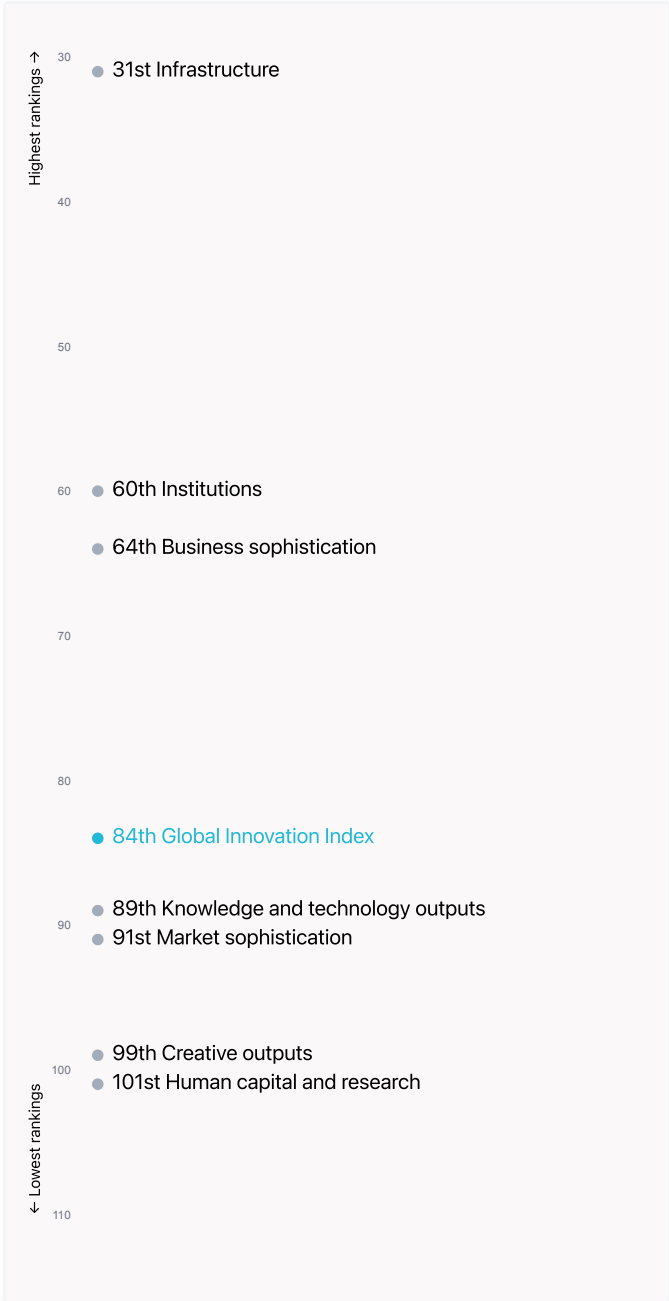 Highest rankings →
30
31st Infrastructure
40
50
60
60th Institutions
64th Business sophistication
70
80
84th Global Innovation Index
89th Knowledge and technology outputs
90
91st Market sophistication
99th Creative outputs
100
101st Human capital and research
← Lowest rankings
110